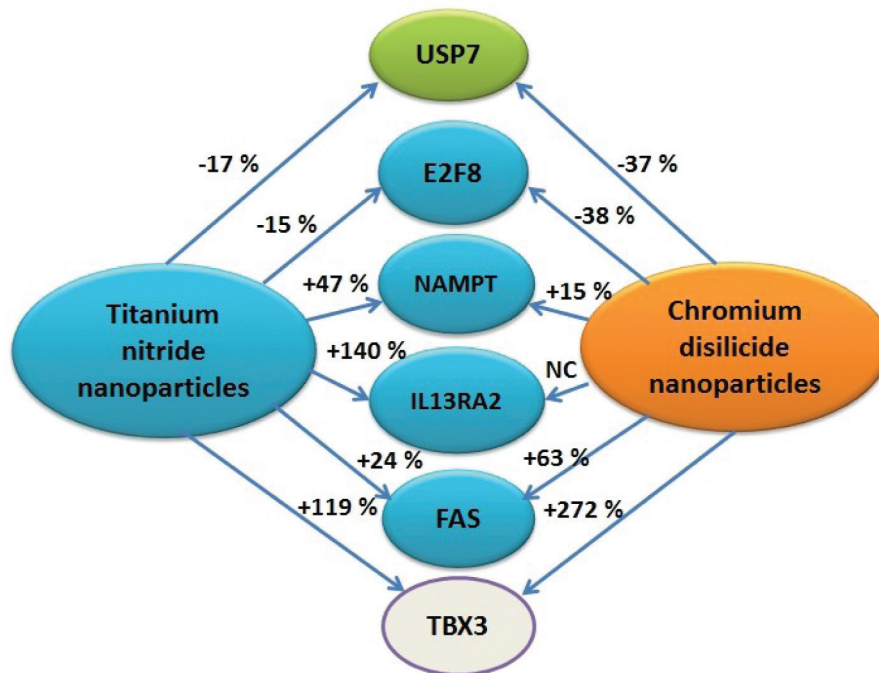 USP7
-17 %
-37 %
E2F8
-15 %
-38 %
+47 %
NAMPT
+15 %
Titanium
nitride
nanoparticles
Chromium
disilicide
nanoparticles
+140 %
NC
IL13RA2
+24 %
+63 %
+119 %
FAS
+272 %
TBX3